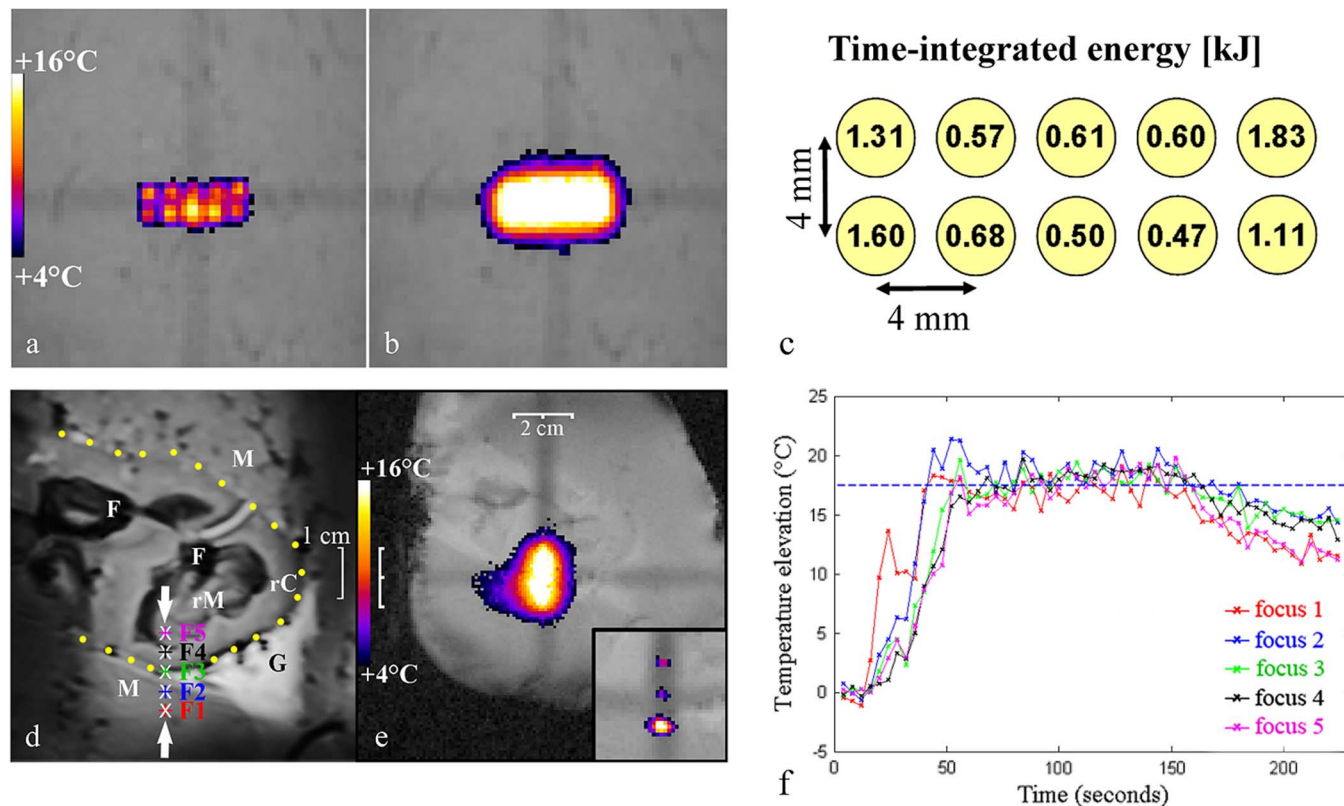 +16°C
+4°C
a
b
Time-integrated energy [kJ]
1.31 0.57 0.61 0.60 1.83
4 mm
1.60 0.68 0.50 0.47 1.11
4 mm
c
M
F
F
1 cm
rC
rM
F5
F4
F3
G
M
F2
F1
d
2 cm
+16°C
+4°C
e
Temperature elevation (°C)
25
20
15
10
5
0
-5
focus 1
focus 2
focus 3
focus 4
focus 5
0 50 100 150 200
Time (seconds)
f